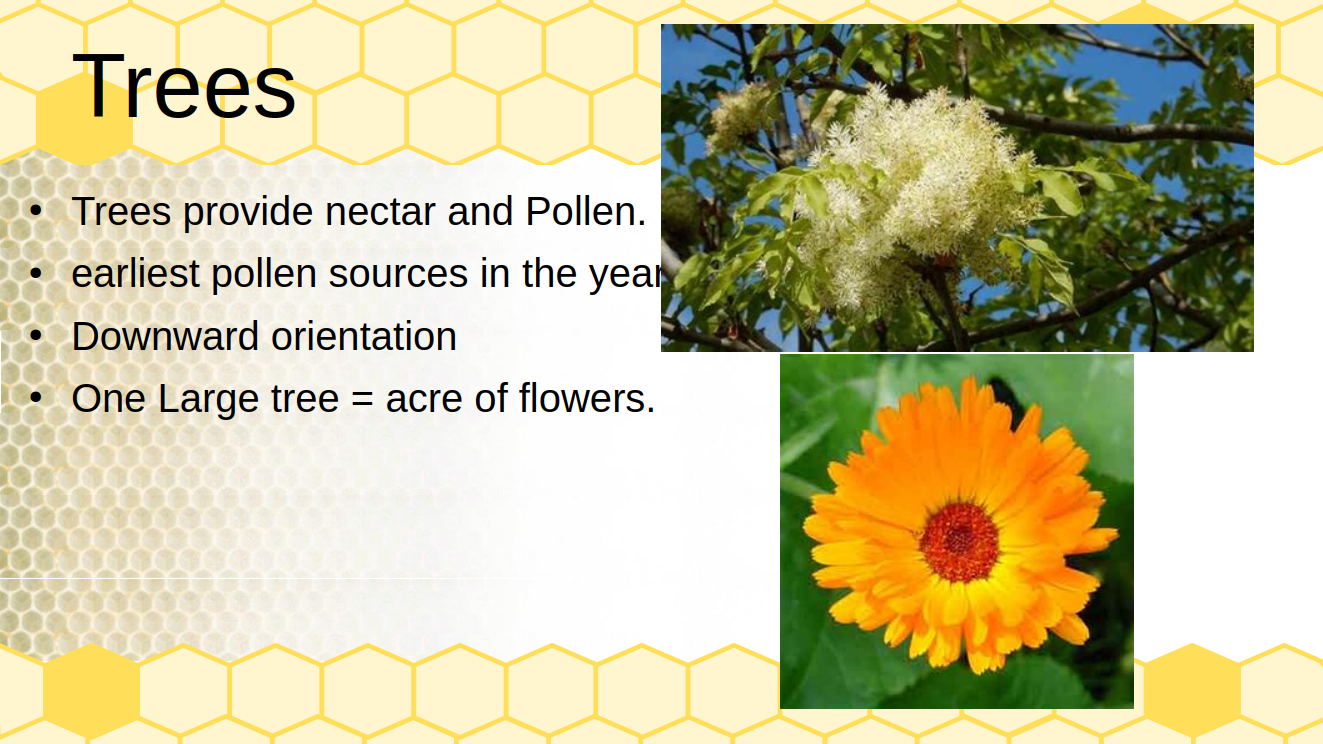 Trees
• Trees provide nectar and Pollen.
• earliest pollen sources in the year
• Downward orientation
• One Large tree = acre of flowers.